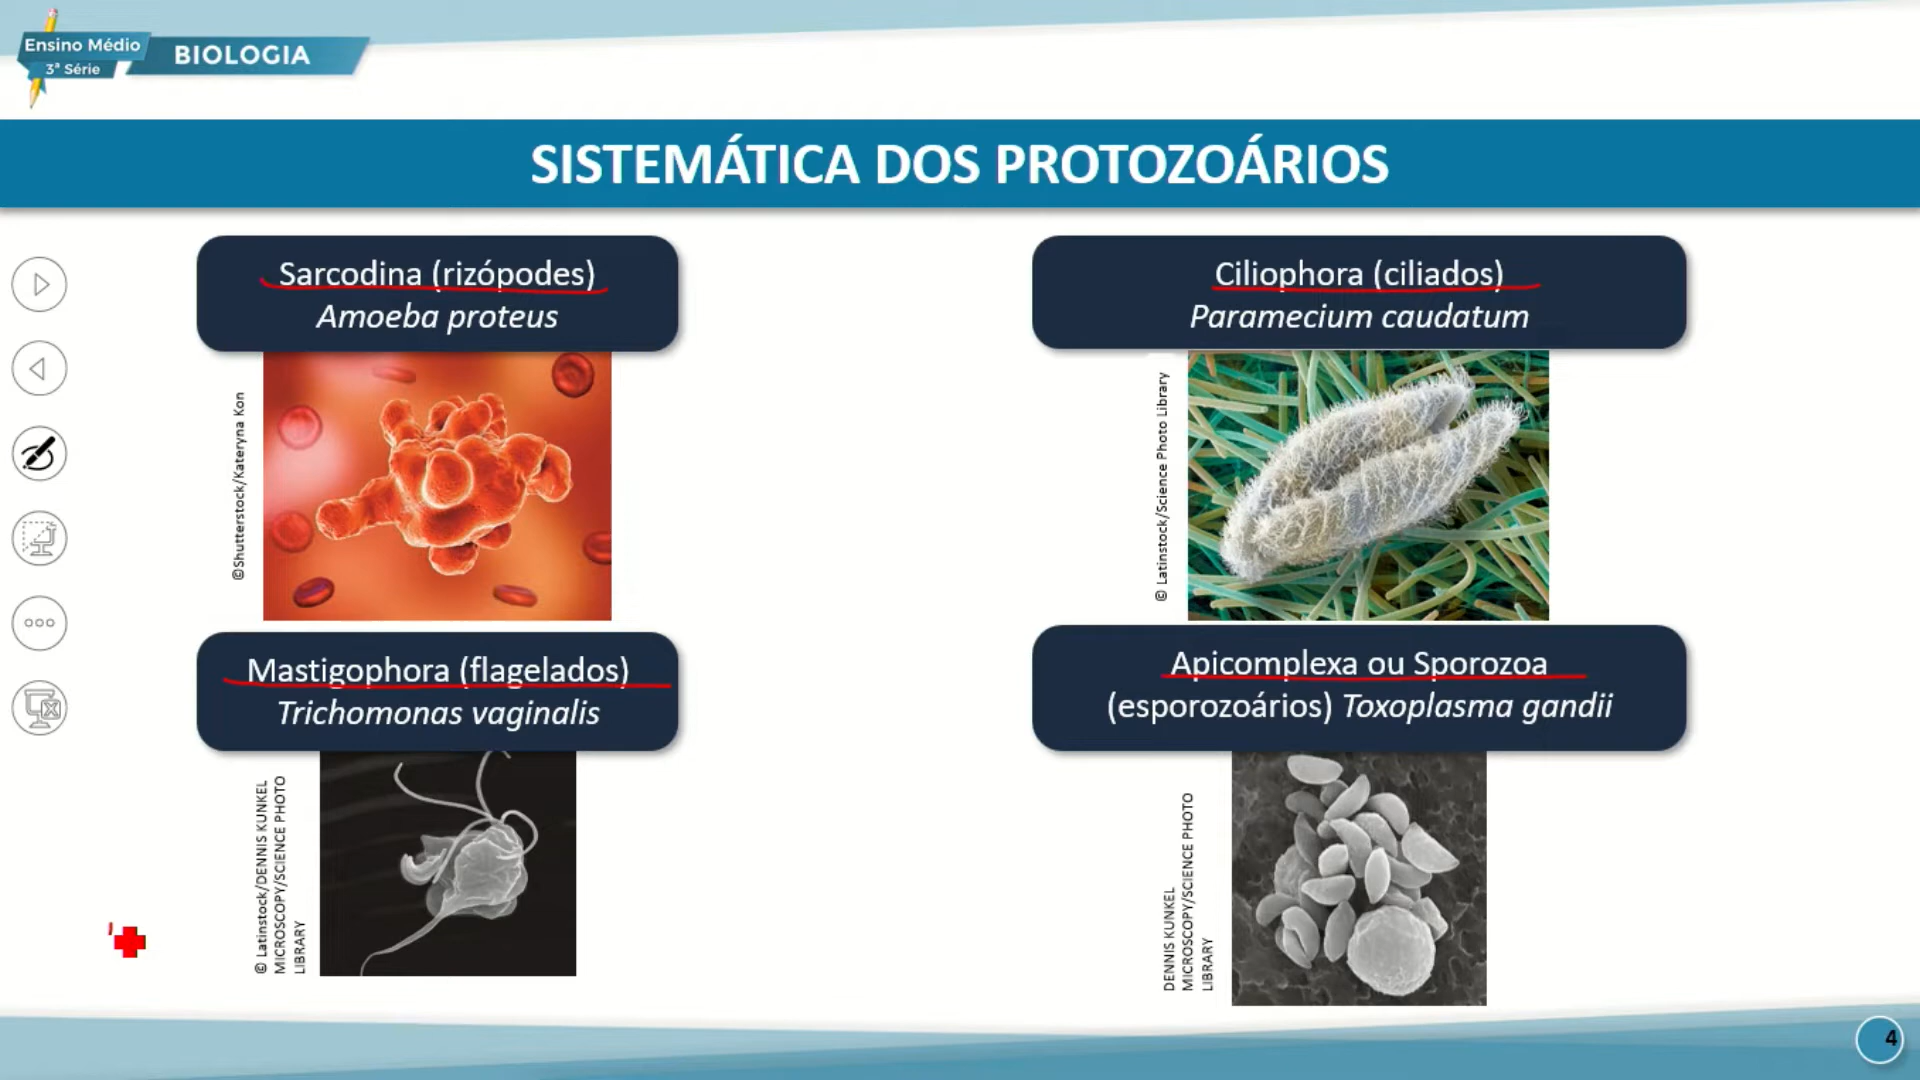 Ensino Médio
3ª Série
BIOLOGIA
SISTEMÁTICA DOS PROTOZOÁRIOS
Sarcodina (rizópodes)
Amoeba proteus
©Shutterstock/Kateryna Kon
Ciliophora (ciliados)
Paramecium caudatum
© Latinstock/Science Photo Library
Mastigophora (flagelados)
Trichomonas vaginalis
© Latinstock/DENNIS KUNKEL
MICROSCOPY/SCIENCE PHOTO
LIBRARY
Apicomplexa ou Sporozoa
(esporozoários) Toxoplasma gandii
DENNIS KUNKEL
MICROSCOPY/SCIENCE PHOTO
LIBRARY
4